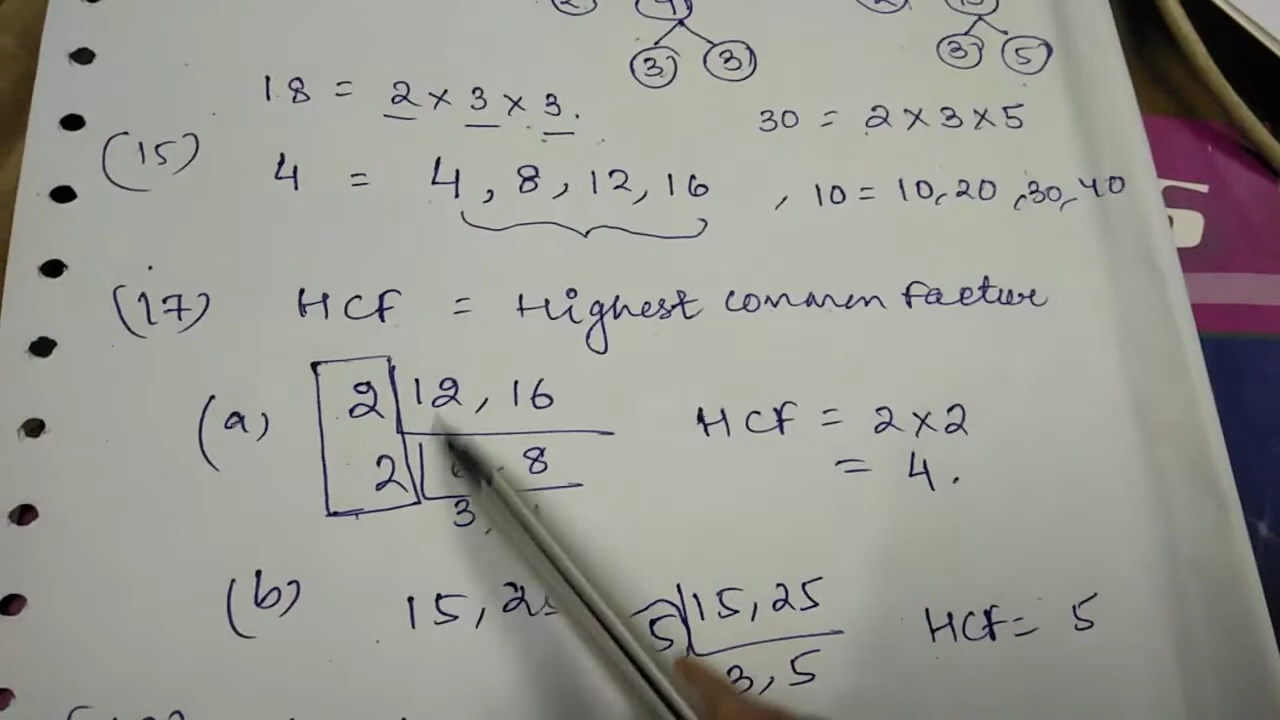 3 3 3 5
18 = 2 × 3 × 3.
30 = 2 × 3 × 5
(15) 4 = 4, 8, 12, 16 , 10 = 10, 20, 30, 40
(17) HCF = Highest common facture
(a) 2 12, 16 HCF = 2×2
2 8 = 4.
3,
(b) 15, 5 15, 25 HCF = 5
3, 5